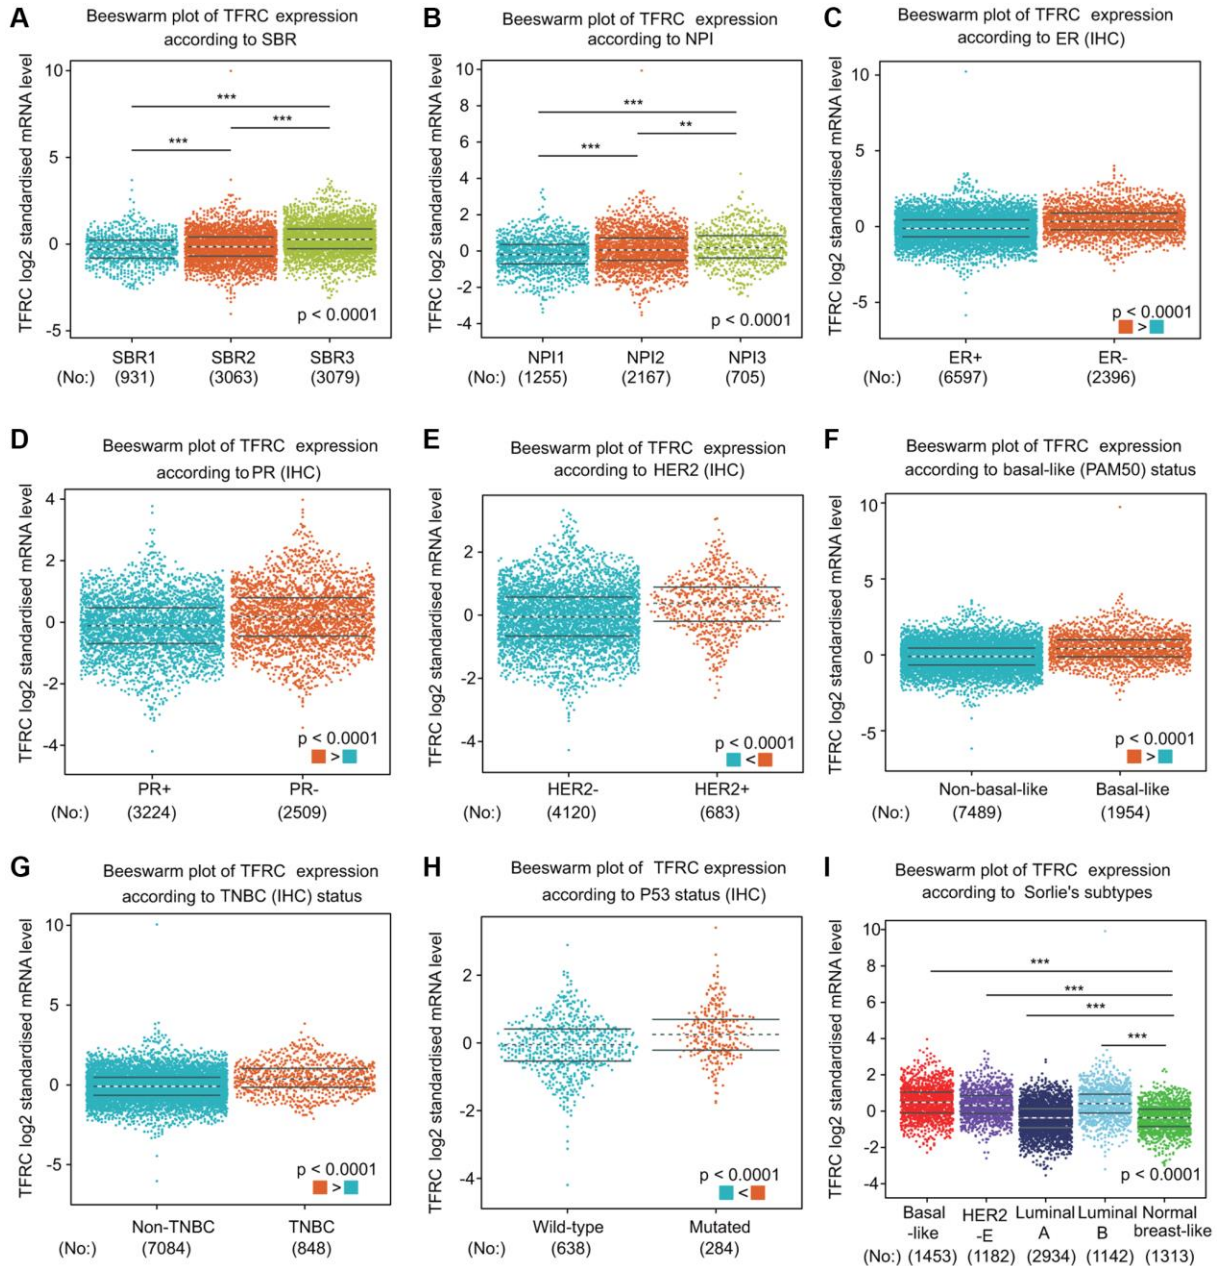 A
Beeswarm plot of TFRC expression
according to SBR
TFRC log2 standardised mRNA level
10
5
0
-5
***
***
***
p < 0.0001
SBR1 SBR2 SBR3
(No:) (931) (3063) (3079)
B
Beeswarm plot of TFRC expression
according to NPI
TFRC log2 standardised mRNA level
10
8
6
4
2
0
-2
-4
***
**
***
p < 0.0001
NPI1 NPI2 NPI3
(No:) (1255) (2167) (705)
C
Beeswarm plot of TFRC expression
according to ER (IHC)
TFRC log2 standardised mRNA level
10
5
0
-5
p < 0.0001
>
ER+ ER-
(No:) (6597) (2396)
D
Beeswarm plot of TFRC expression
according to PR (IHC)
TFRC log2 standardised mRNA level
4
2
0
-2
-4
p < 0.0001
>
PR+ PR-
(No:) (3224) (2509)
E
Beeswarm plot of TFRC expression
according to HER2 (IHC)
TFRC log2 standardised mRNA level
2
0
-2
-4
p < 0.0001
<
HER2- HER2+
(No:) (4120) (683)
F
Beeswarm plot of TFRC expression
according to basal-like (PAM50) status
TFRC log2 standardised mRNA level
10
5
0
-5
p < 0.0001
>
Non-basal-like Basal-like
(No:) (7489) (1954)
G
Beeswarm plot of TFRC expression
according to TNBC (IHC) status
TFRC log2 standardised mRNA level
10
5
0
-5
p < 0.0001
>
Non-TNBC TNBC
(No:) (7084) (848)
H
Beeswarm plot of TFRC expression
according to P53 status (IHC)
TFRC log2 standardised mRNA level
2
0
-2
-4
p < 0.0001
<
Wild-type Mutated
(No:) (638) (284)
I
Beeswarm plot of TFRC expression
according to Sorlie's subtypes
TFRC log2 standardised mRNA level
10
8
6
4
2
0
-2
-4
***
***
***
***
p < 0.0001
Basal HER2 Luminal Luminal Normal
-like -E A B breast-like
(No:) (1453) (1182) (2934) (1142) (1313)